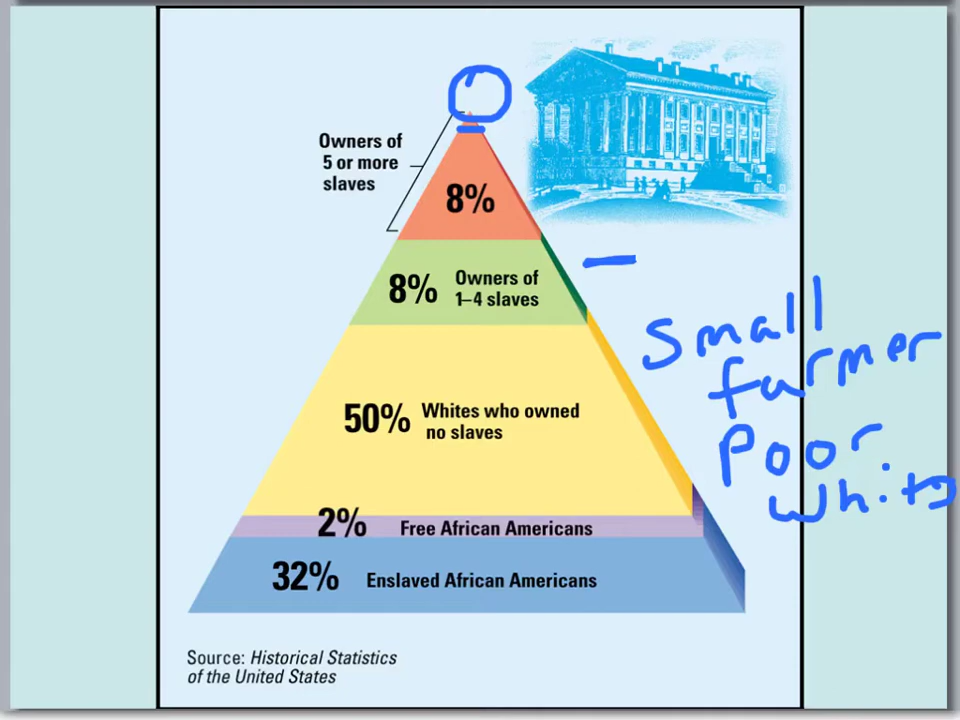 Owners of
5 or more
slaves
8%
8% Owners of
1–4 slaves
50% Whites who owned
no slaves
2% Free African Americans
32% Enslaved African Americans
Small
farmer
Poor
Source: Historical Statistics
of the United States